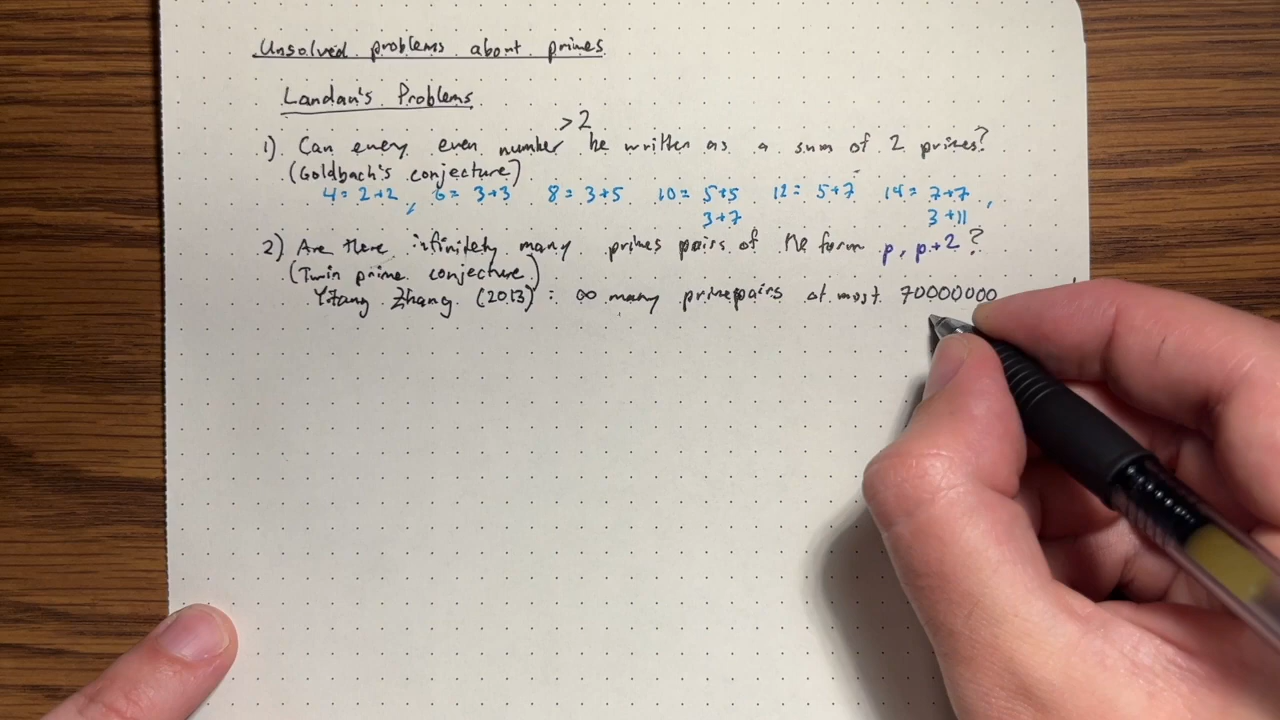 Unsolved problems about primes
Landau's Problems
>2
1) Can every even number be written as a sum of 2 primes?
(Goldbach's conjecture)
4 = 2+2, 6 = 3+3 8 = 3+5 10 = 5+5 12 = 5+7 14 = 7+7,
3+7 3+11
2) Are there infinitely many primes pairs of the form p, p+2?
(Twin prime conjecture)
Yitang Zhang (2013): ∞ many prime pairs at most 70000000